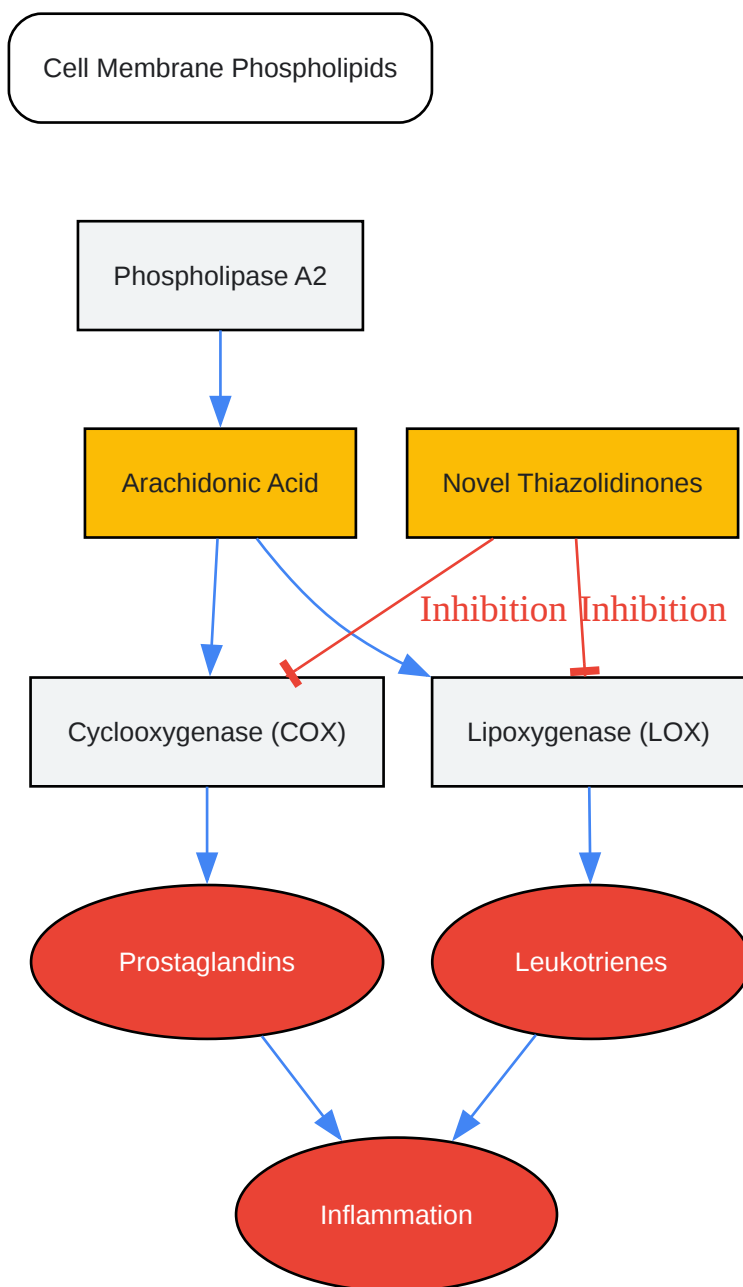 Cell Membrane Phospholipids
Phospholipase A2
Arachidonic Acid
Novel Thiazolidinones
Inhibition
Inhibition
Cyclooxygenase (COX)
Lipoxygenase (LOX)
Prostaglandins
Leukotrienes
Inflammation